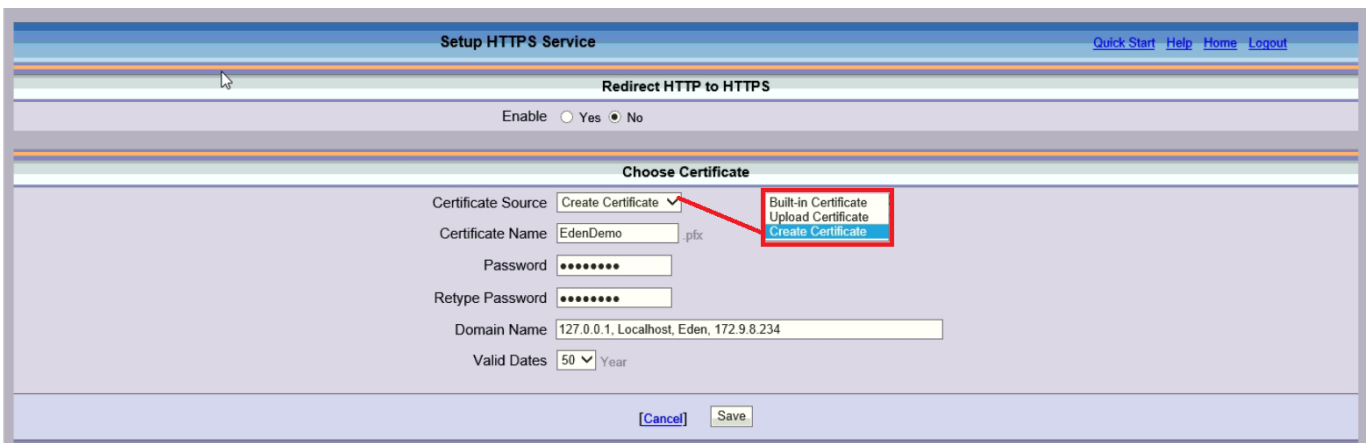 Setup HTTPS Service
Quick Start Help Home Logout
Redirect HTTP to HTTPS
Enable Yes No
Choose Certificate
Certificate Source Create Certificate
Built-in Certificate
Upload Certificate
Create Certificate
Certificate Name EdenDemo .pfx
Password ••••••••
Retype Password ••••••••
Domain Name 127.0.0.1, Localhost, Eden, 172.9.8.234
Valid Dates 50 Year
[Cancel] Save